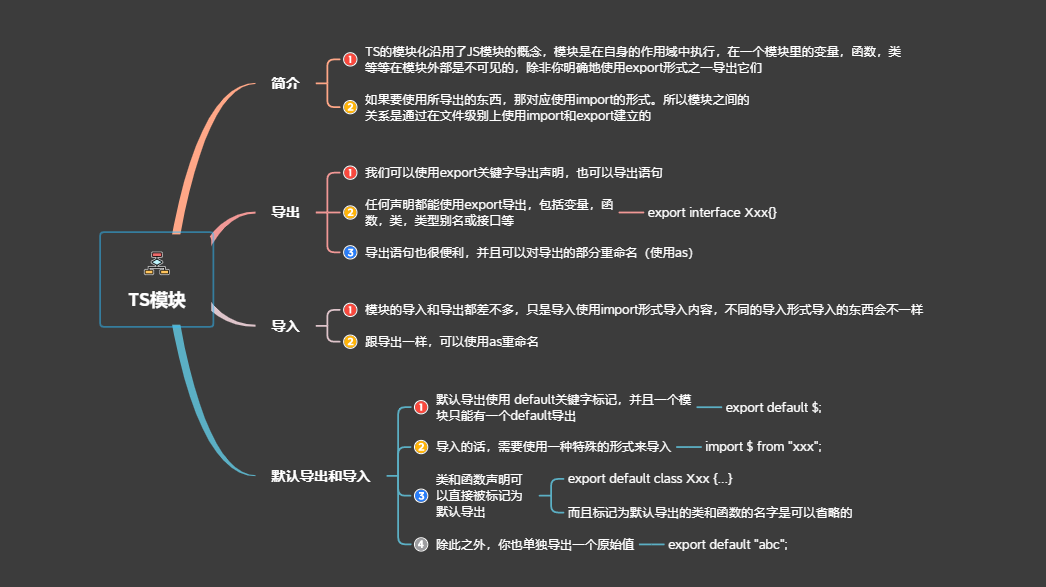 TS模块
简介
1
TS的模块化沿用了JS模块的概念，模块是在自身的作用域中执行，在一个模块里的变量，函数，类
等等在模块外部是不可见的，除非你明确地使用export形式之一导出它们
2
如果要使用所导出的东西，那对应使用import的形式。所以模块之间的
关系是通过在文件级别上使用import和export建立的
导出
1
我们可以使用export关键字导出声明，也可以导出语句
2
任何声明都能使用export导出，包括变量，函
数，类，类型别名或接口等
export interface Xxx{}
3
导出语句也很便利，并且可以对导出的部分重命名（使用as）
导入
1
模块的导入和导出都差不多，只是导入使用import形式导入内容，不同的导入形式导入的东西会不一样
2
跟导出一样，可以使用as重命名
默认导出和导入
1
默认导出使用 default关键字标记，并且一个模
块只能有一个default导出
export default $;
2
导入的话，需要使用一种特殊的形式来导入
import $ from "xxx";
3
类和函数声明可
以直接被标记为
默认导出
export default class Xxx {...}
而且标记为默认导出的类和函数的名字是可以省略的
4
除此之外，你也单独导出一个原始值
export default "abc";